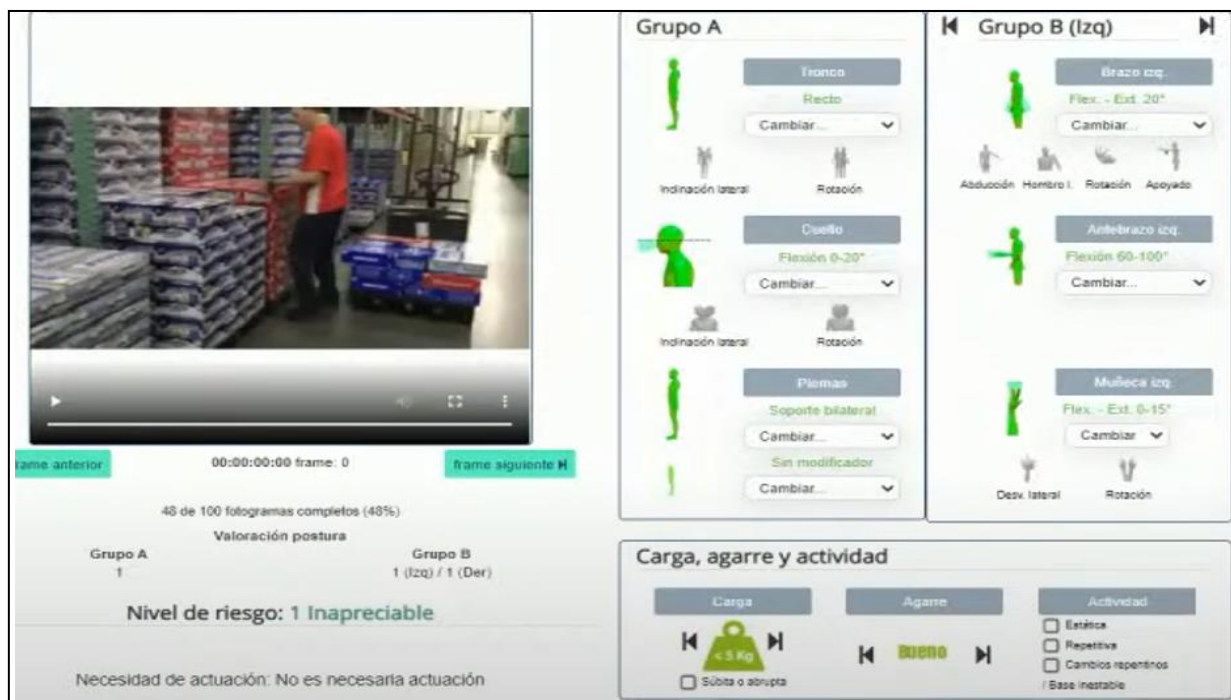 rame anterior
00:00:00:00 frame: 0
frame siguiente
48 de 100 fotogramas completos (48%)
Valoración postura
Grupo A
Grupo B
1
1 (Izq) / 1 (Der)
Nivel de riesgo: 1 Inapreciable
Necesidad de actuación: No es necesaria actuación
Grupo A
Tronco
Recto
Cambiar...
Inclinación lateral
Rotación
Cuello
Flexión 0-20°
Cambiar...
Inclinación lateral
Rotación
Piernas
Soporte bilateral
Cambiar...
Sin modificador
Cambiar...
Grupo B (Izq)
Brazo izq.
Flex. - Ext. 20°
Cambiar...
Abducción Hombro l. Rotación Apoyado
Antebrazo izq.
Flexión 60-100°
Cambiar...
Muñeca izq
Flex. - Ext. 0-15°
Cambiar
Desv. lateral
Rotación
Carga, agarre y actividad
Carga
< 5 Kg
Súbita o abrupta
Agarre
BUENO
Actividad
Estática
Repetitiva
Cambios repentinos
/ Base inestable